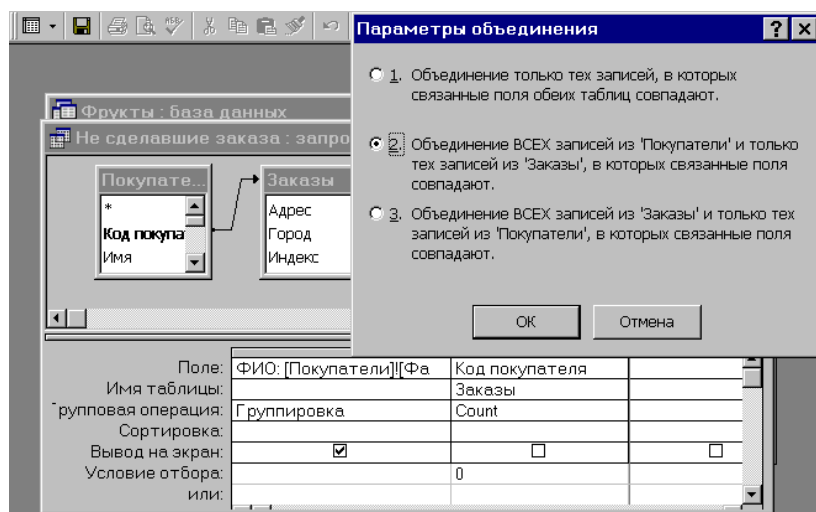 Параметры объединения
1. Объединение только тех записей, в которых
связанные поля обеих таблиц совпадают.
2. Объединение ВСЕХ записей из 'Покупатели' и только
тех записей из 'Заказы', в которых связанные поля
совпадают.
3. Объединение ВСЕХ записей из 'Заказы' и только тех
записей из 'Покупатели', в которых связанные поля
совпадают.
ОК
Отмена
Фрукты : база данных
Не сделавшие заказа : запро
Покупате...
*
Код покупа
Имя
Заказы
Адрес
Город
Индекс
Поле: ФИО: [Покупатели]![Фа Код покупателя
Имя таблицы: Заказы
рупповая операция: Группировка Count
Сортировка:
Вывод на экран:
Условие отбора: 0
или: